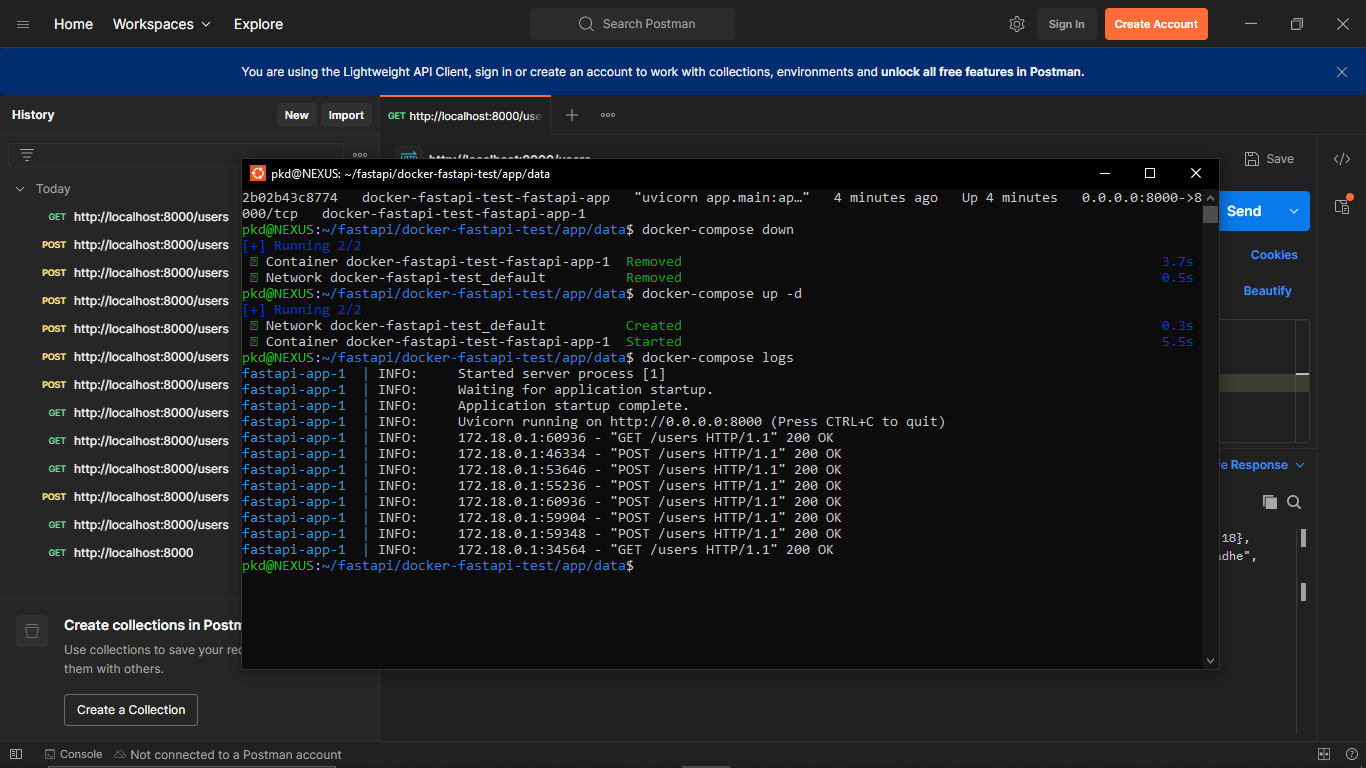 Home Workspaces Explore Search Postman Sign In Create Account
You are using the Lightweight API Client, sign in or create an account to work with collections, environments and unlock all free features in Postman.
History New Import GET http://localhost:8000/use
http://localhost:8000/users Save
Today
GET http://localhost:8000/users
POST http://localhost:8000/users
POST http://localhost:8000/users
POST http://localhost:8000/users
POST http://localhost:8000/users
POST http://localhost:8000/users
POST http://localhost:8000/users
GET http://localhost:8000/users
GET http://localhost:8000/users
GET http://localhost:8000/users
POST http://localhost:8000/users
GET http://localhost:8000/users
GET http://localhost:8000
Create collections in Postm
Use collections to save your re
them with others.
Create a Collection
pkd@NEXUS: ~/fastapi/docker-fastapi-test/app/data
2b02b43c8774 docker-fastapi-test-fastapi-app "uvicorn app.main:ap…" 4 minutes ago Up 4 minutes 0.0.0.0:8000->8
000/tcp docker-fastapi-test-fastapi-app-1
pkd@NEXUS:~/fastapi/docker-fastapi-test/app/data$ docker-compose down
[+] Running 2/2
Container docker-fastapi-test-fastapi-app-1 Removed 3.7s
Network docker-fastapi-test_default Removed 0.5s
pkd@NEXUS:~/fastapi/docker-fastapi-test/app/data$ docker-compose up -d
[+] Running 2/2
Network docker-fastapi-test_default Created 0.3s
Container docker-fastapi-test-fastapi-app-1 Started 5.5s
pkd@NEXUS:~/fastapi/docker-fastapi-test/app/data$ docker-compose logs
fastapi-app-1 | INFO: Started server process [1]
fastapi-app-1 | INFO: Waiting for application startup.
fastapi-app-1 | INFO: Application startup complete.
fastapi-app-1 | INFO: Uvicorn running on http://0.0.0.0:8000 (Press CTRL+C to quit)
fastapi-app-1 | INFO: 172.18.0.1:60936 - "GET /users HTTP/1.1" 200 OK
fastapi-app-1 | INFO: 172.18.0.1:46334 - "POST /users HTTP/1.1" 200 OK
fastapi-app-1 | INFO: 172.18.0.1:53646 - "POST /users HTTP/1.1" 200 OK
fastapi-app-1 | INFO: 172.18.0.1:55236 - "POST /users HTTP/1.1" 200 OK
fastapi-app-1 | INFO: 172.18.0.1:60936 - "POST /users HTTP/1.1" 200 OK
fastapi-app-1 | INFO: 172.18.0.1:59904 - "POST /users HTTP/1.1" 200 OK
fastapi-app-1 | INFO: 172.18.0.1:59348 - "POST /users HTTP/1.1" 200 OK
fastapi-app-1 | INFO: 172.18.0.1:34564 - "GET /users HTTP/1.1" 200 OK
pkd@NEXUS:~/fastapi/docker-fastapi-test/app/data$
Send
Cookies
Beautify
e Response
18},
dhe",
Console Not connected to a Postman account